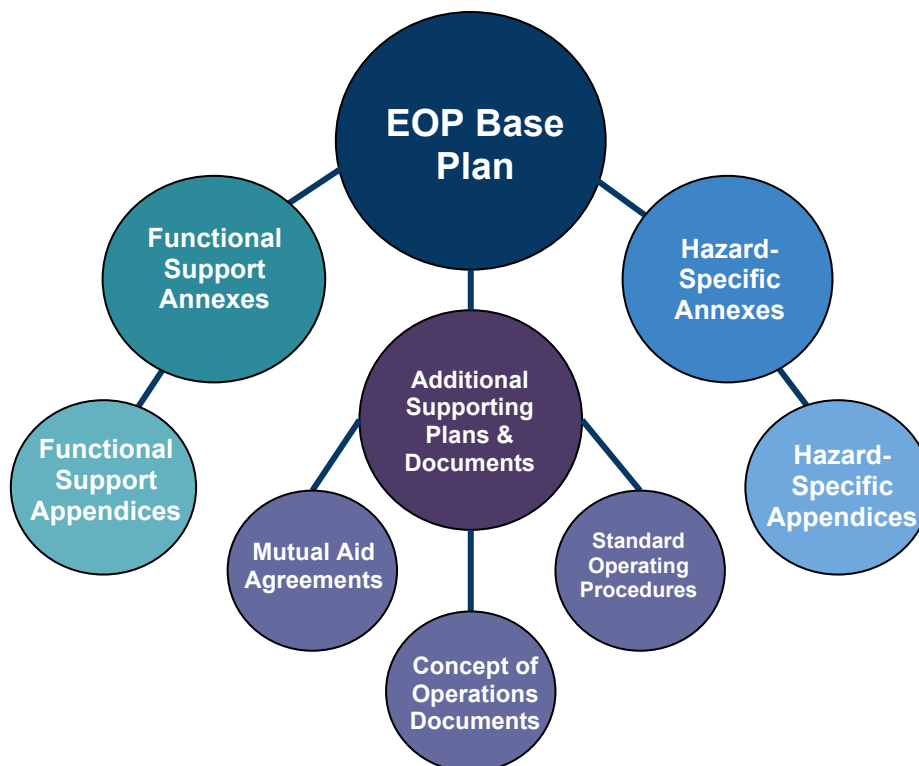 EOP Base
Plan
Functional
Support
Annexes
Hazard-
Specific
Annexes
Additional
Supporting
Plans &
Documents
Functional
Support
Appendices
Hazard-
Specific
Appendices
Mutual Aid
Agreements
Standard
Operating
Procedures
Concept of
Operations
Documents